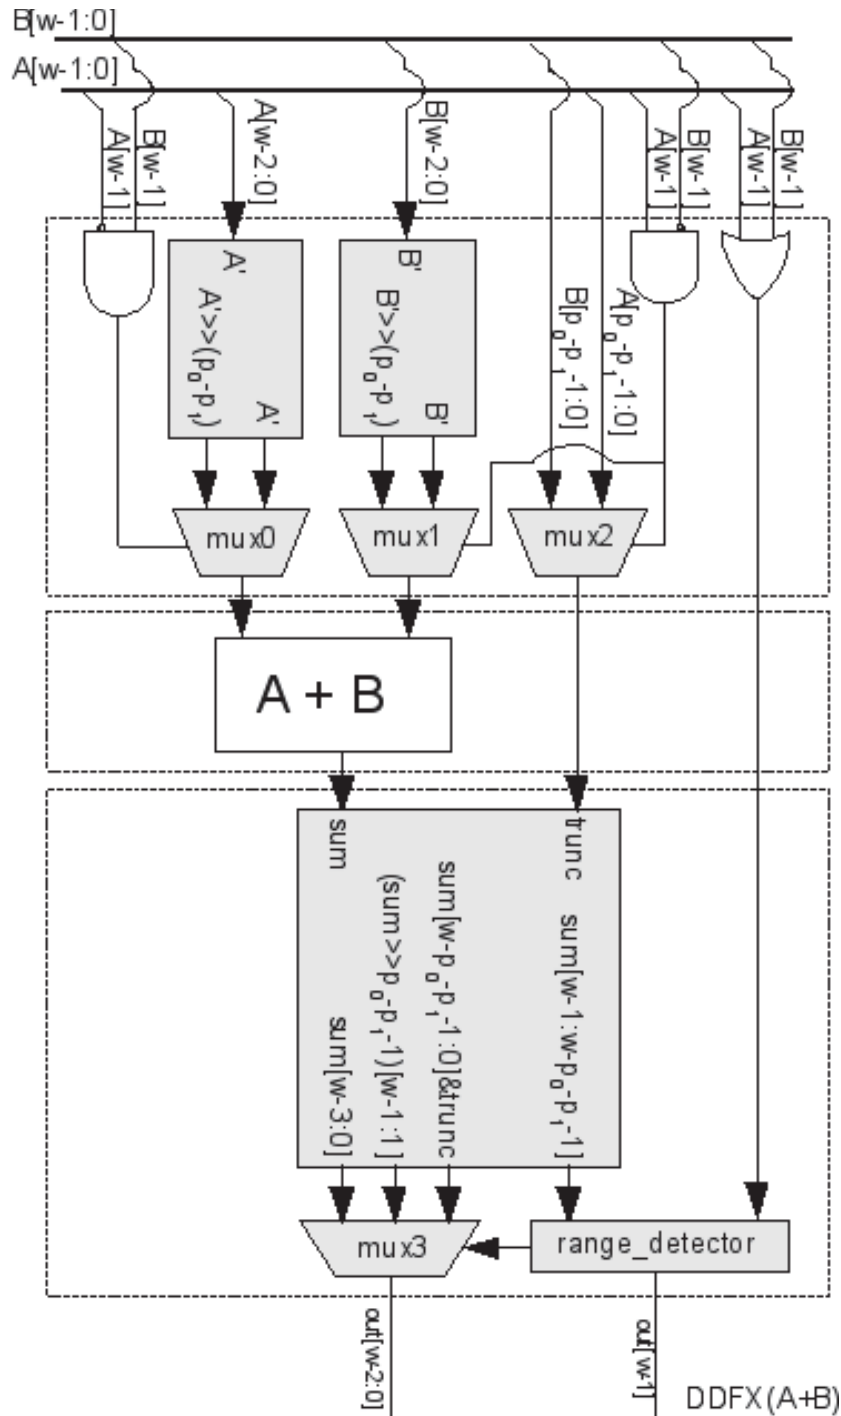 B[w-1:0]
A[w-1:0]
A[w-1]
B[w-1]
A[w-2:0]
B[w-2:0]
A[w-1]
B[w-1]
A[w-1]
B[w-1]
A'
A'>>(p₀-p₁)
A'
B'
B'>>(p₀-p₁)
B'
B[p₀-p₁-1:0]
A[p₀-p₁-1:0]
mux0
mux1
mux2
A + B
sum
trunc
sum[w-3:0]
(sum>>p₀-p₁-1)[w-1:1]
sum[w-p₀-p₁-1:0]&trunc
sum[w-1:w-p₀-p₁-1]
mux3
range_detector
out[w-2:0]
out[w-1]
DDFX(A+B)